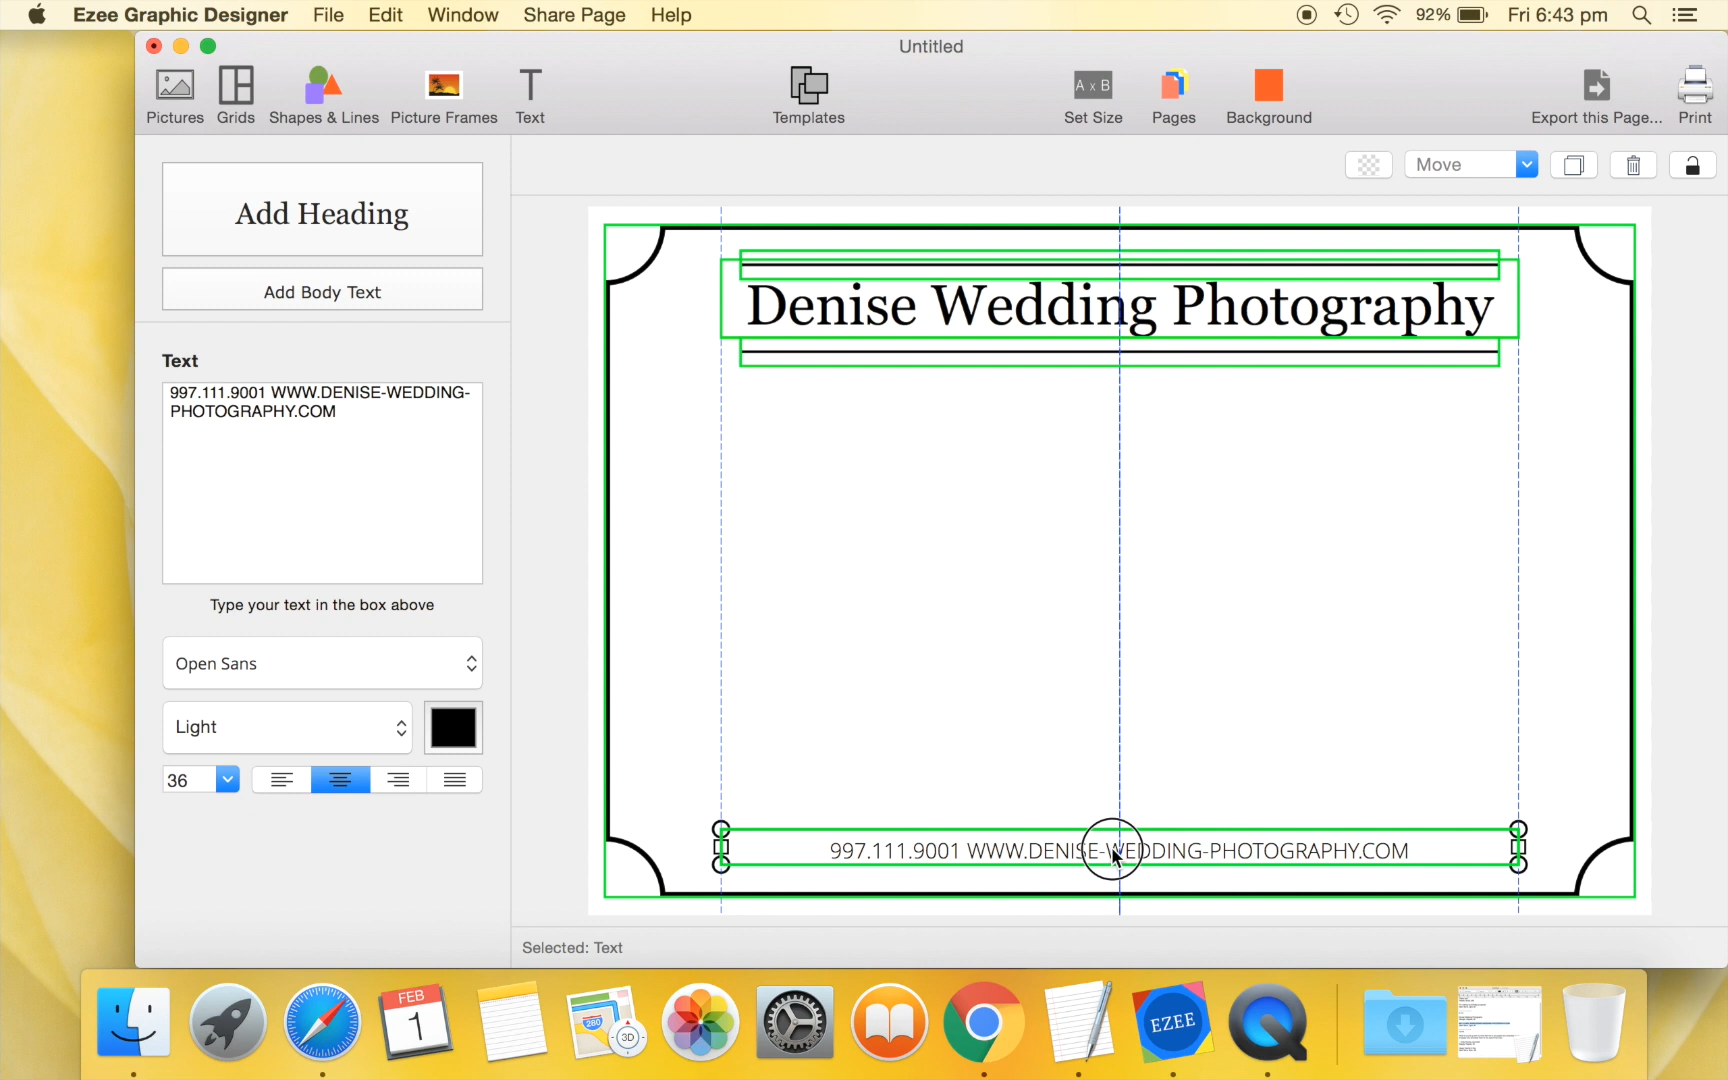 Ezee Graphic Designer File Edit Window Share Page Help 92% Fri 6:43 pm
Untitled
Pictures Grids Shapes & Lines Picture Frames T Text Templates A x B Set Size Pages Background Export this Page... Print
Move
Add Heading
Add Body Text
Text
997.111.9001 WWW.DENISE-WEDDING-
PHOTOGRAPHY.COM
Type your text in the box above
Open Sans
Light
36
Denise Wedding Photography
997.111.9001 WWW.DENISE-WEDDING-PHOTOGRAPHY.COM
Selected: Text
FEB
1
280
3D
EZEE